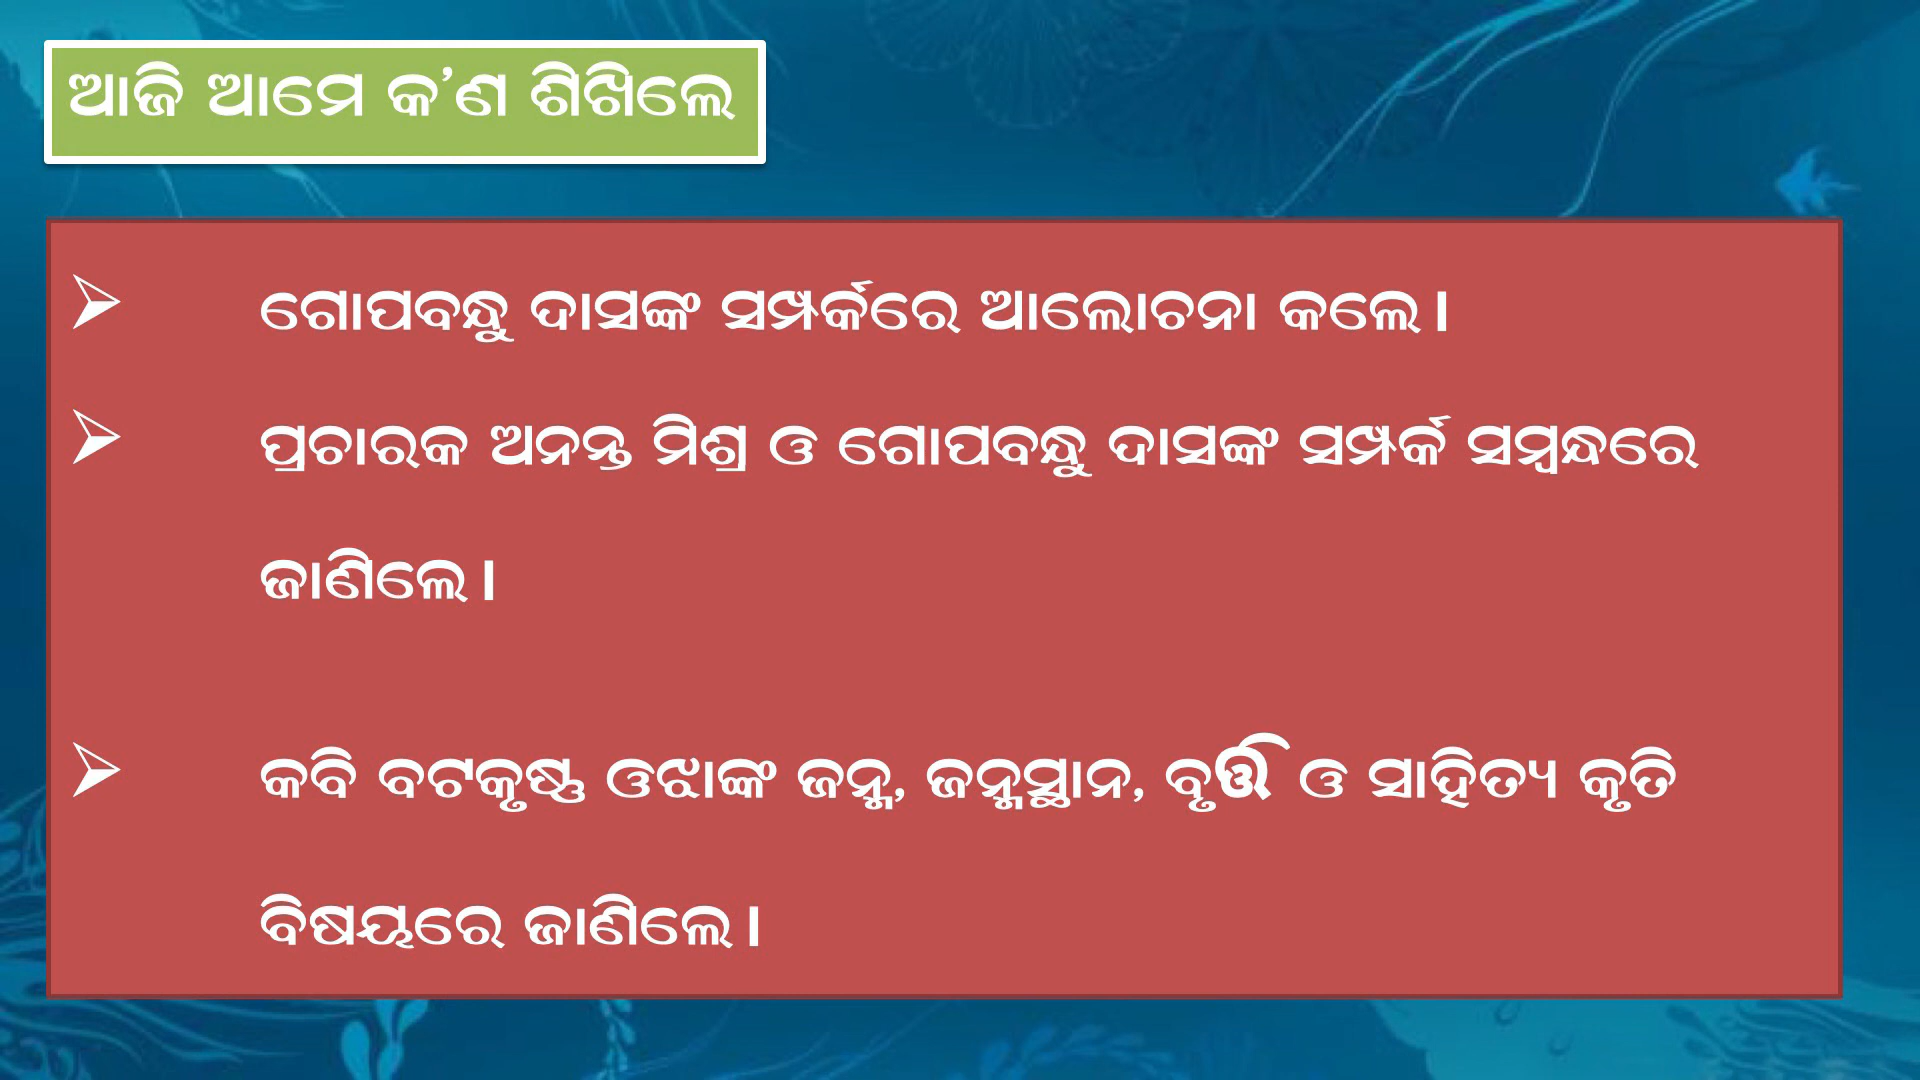 ଆଜି ଆମେ କ’ଣ ଶିଖିଲେ
➢ ଗୋପବନ୍ଧୁ ଦାସଙ୍କ ସମ୍ପର୍କରେ ଆଲୋଚନା କଲେ।
➢ ପ୍ରଚାରକ ଅନନ୍ତ ମିଶ୍ର ଓ ଗୋପବନ୍ଧୁ ଦାସଙ୍କ ସମ୍ପର୍କ ସମ୍ବନ୍ଧରେ
ଜାଣିଲେ।
➢ କବି ବଟକୃଷ୍ଣ ଓଝାଙ୍କ ଜନ୍ମ, ଜନ୍ମସ୍ଥାନ, ବୃତ୍ତି ଓ ସାହିତ୍ୟ କୃତି
ବିଷୟରେ ଜାଣିଲେ।